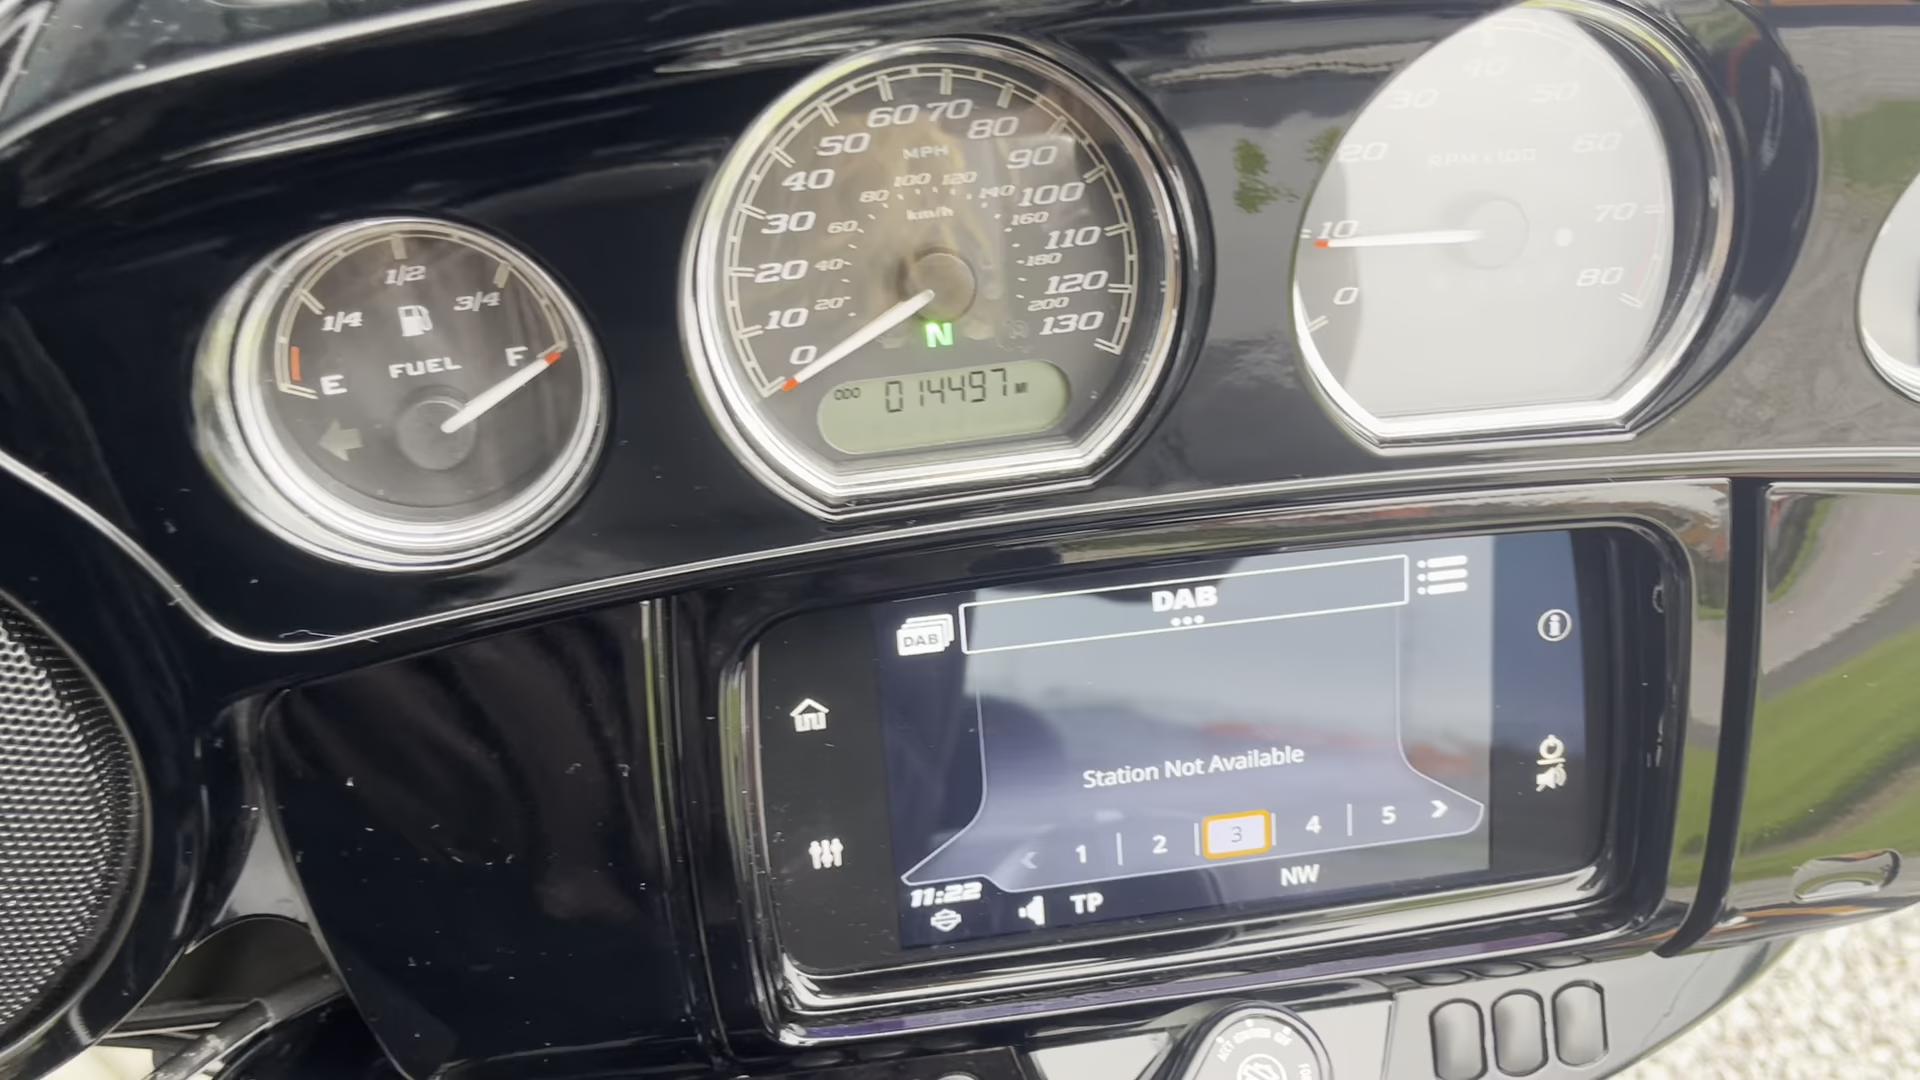 1/4 1/2 3/4
E FUEL F
0 10 20 30 40 50 60 70 80 90 100 110 120 130
MPH
20 40 60 80 100 120 140 160 180 200
km/h
N
ODO 014497 MI
0 10 20 30 40 50 60 70 80
RPM x 100
DAB
DAB
Station Not Available
1 2 3 4 5
11:22 TP NW